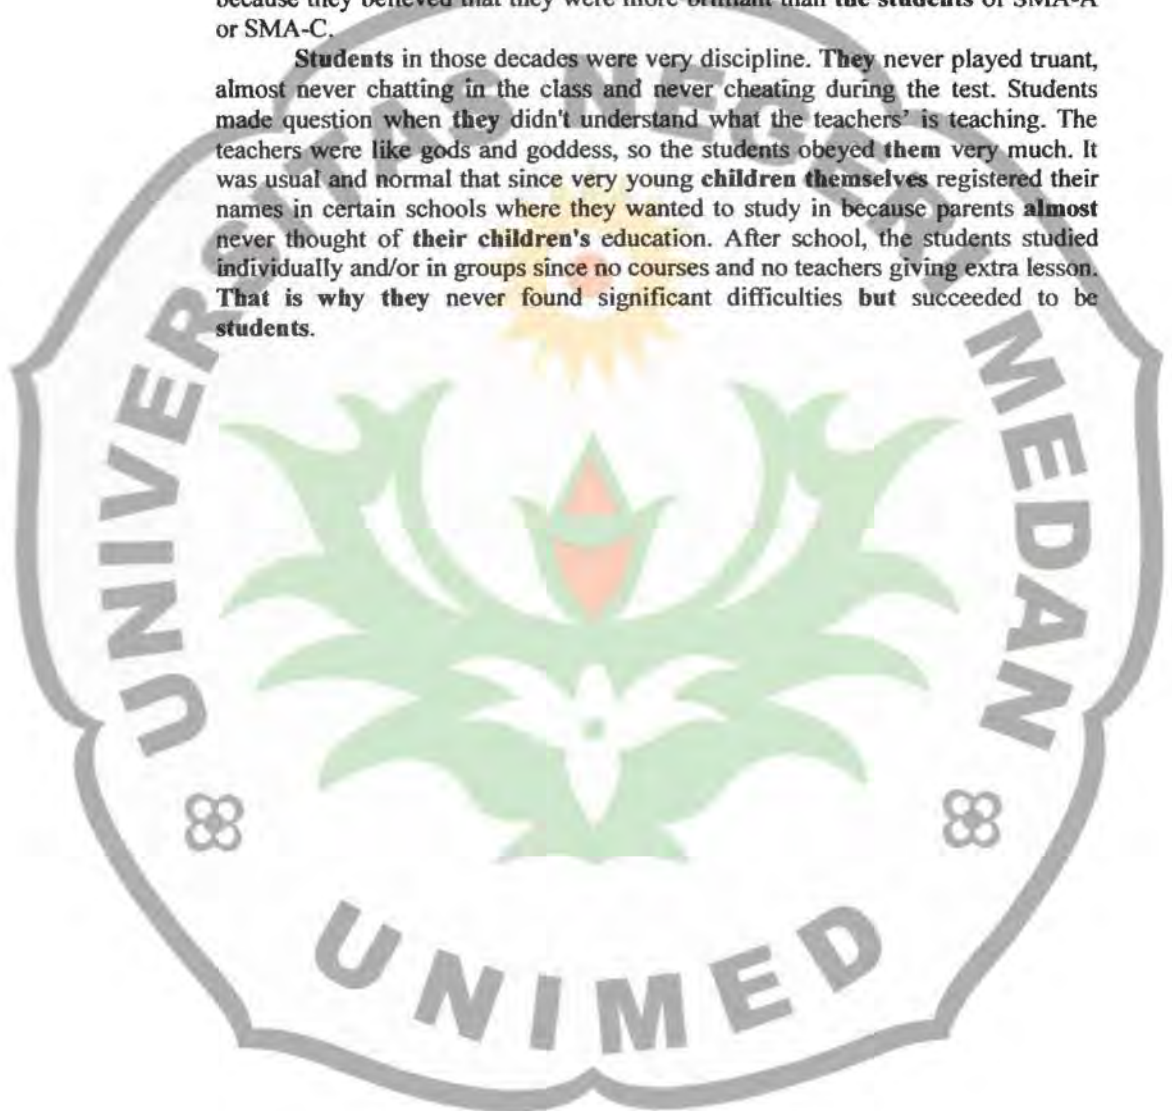 because they believed that they were more brilliant than the students of SMA-A
or SMA-C.
Students in those decades were very discipline. They never played truant,
almost never chatting in the class and never cheating during the test. Students
made question when they didn't understand what the teachers' is teaching. The
teachers were like gods and goddess, so the students obeyed them very much. It
was usual and normal that since very young children themselves registered their
names in certain schools where they wanted to study in because parents almost
never thought of their children's education. After school, the students studied
individually and/or in groups since no courses and no teachers giving extra lesson.
That is why they never found significant difficulties but succeeded to be
students.
UNIVERSITAS NEGERI MEDAN
UNIMED